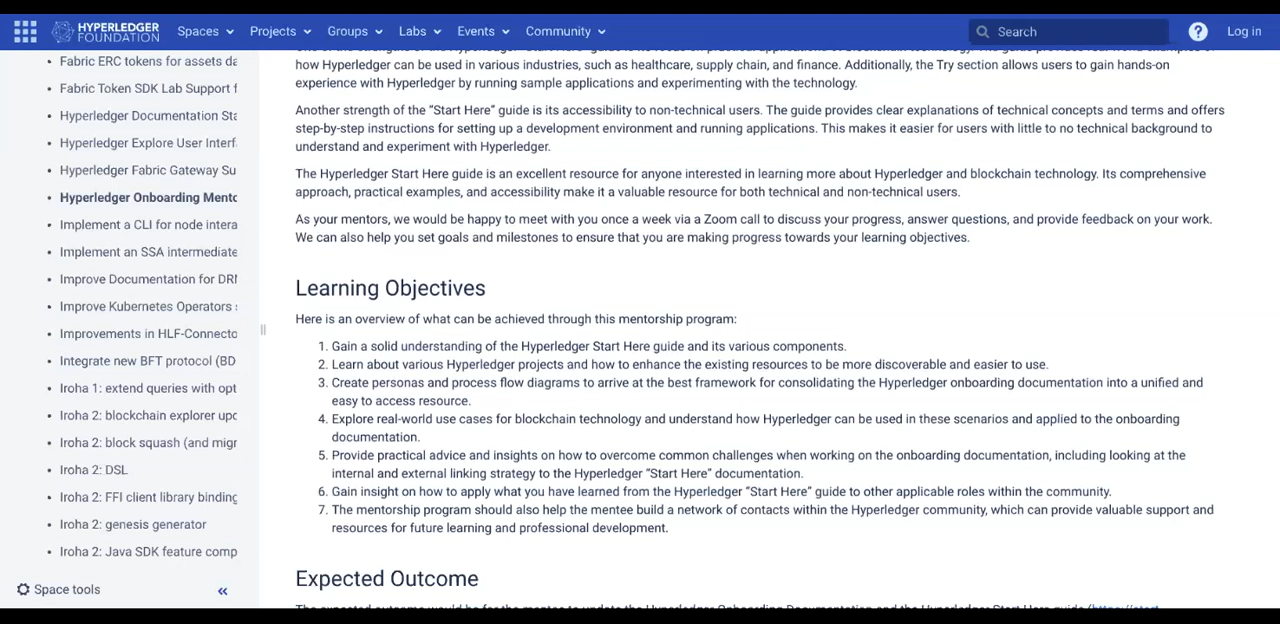 HYPERLEDGER
FOUNDATION
Spaces
Projects
Groups
Labs
Events
Community
Search
Log in
Fabric ERC tokens for assets da
Fabric Token SDK Lab Support f
Hyperledger Documentation Sta
Hyperledger Explore User Interf
Hyperledger Fabric Gateway Su
Hyperledger Onboarding Mento
Implement a CLI for node intera
Implement an SSA intermediate
Improve Documentation for DRM
Improve Kubernetes Operators s
Improvements in HLF-Connecto
Integrate new BFT protocol (BD
Iroha 1: extend queries with opt
Iroha 2: blockchain explorer upd
Iroha 2: block squash (and migr
Iroha 2: DSL
Iroha 2: FFI client library binding
Iroha 2: genesis generator
Iroha 2: Java SDK feature comp
Space tools
how Hyperledger can be used in various industries, such as healthcare, supply chain, and finance. Additionally, the Try section allows users to gain hands-on
experience with Hyperledger by running sample applications and experimenting with the technology.
Another strength of the “Start Here” guide is its accessibility to non-technical users. The guide provides clear explanations of technical concepts and terms and offers
step-by-step instructions for setting up a development environment and running applications. This makes it easier for users with little to no technical background to
understand and experiment with Hyperledger.
The Hyperledger Start Here guide is an excellent resource for anyone interested in learning more about Hyperledger and blockchain technology. Its comprehensive
approach, practical examples, and accessibility make it a valuable resource for both technical and non-technical users.
As your mentors, we would be happy to meet with you once a week via a Zoom call to discuss your progress, answer questions, and provide feedback on your work.
We can also help you set goals and milestones to ensure that you are making progress towards your learning objectives.
Learning Objectives
Here is an overview of what can be achieved through this mentorship program:
1. Gain a solid understanding of the Hyperledger Start Here guide and its various components.
2. Learn about various Hyperledger projects and how to enhance the existing resources to be more discoverable and easier to use.
3. Create personas and process flow diagrams to arrive at the best framework for consolidating the Hyperledger onboarding documentation into a unified and
easy to access resource.
4. Explore real-world use cases for blockchain technology and understand how Hyperledger can be used in these scenarios and applied to the onboarding
documentation.
5. Provide practical advice and insights on how to overcome common challenges when working on the onboarding documentation, including looking at the
internal and external linking strategy to the Hyperledger “Start Here” documentation.
6. Gain insight on how to apply what you have learned from the Hyperledger “Start Here” guide to other applicable roles within the community.
7. The mentorship program should also help the mentee build a network of contacts within the Hyperledger community, which can provide valuable support and
resources for future learning and professional development.
Expected Outcome